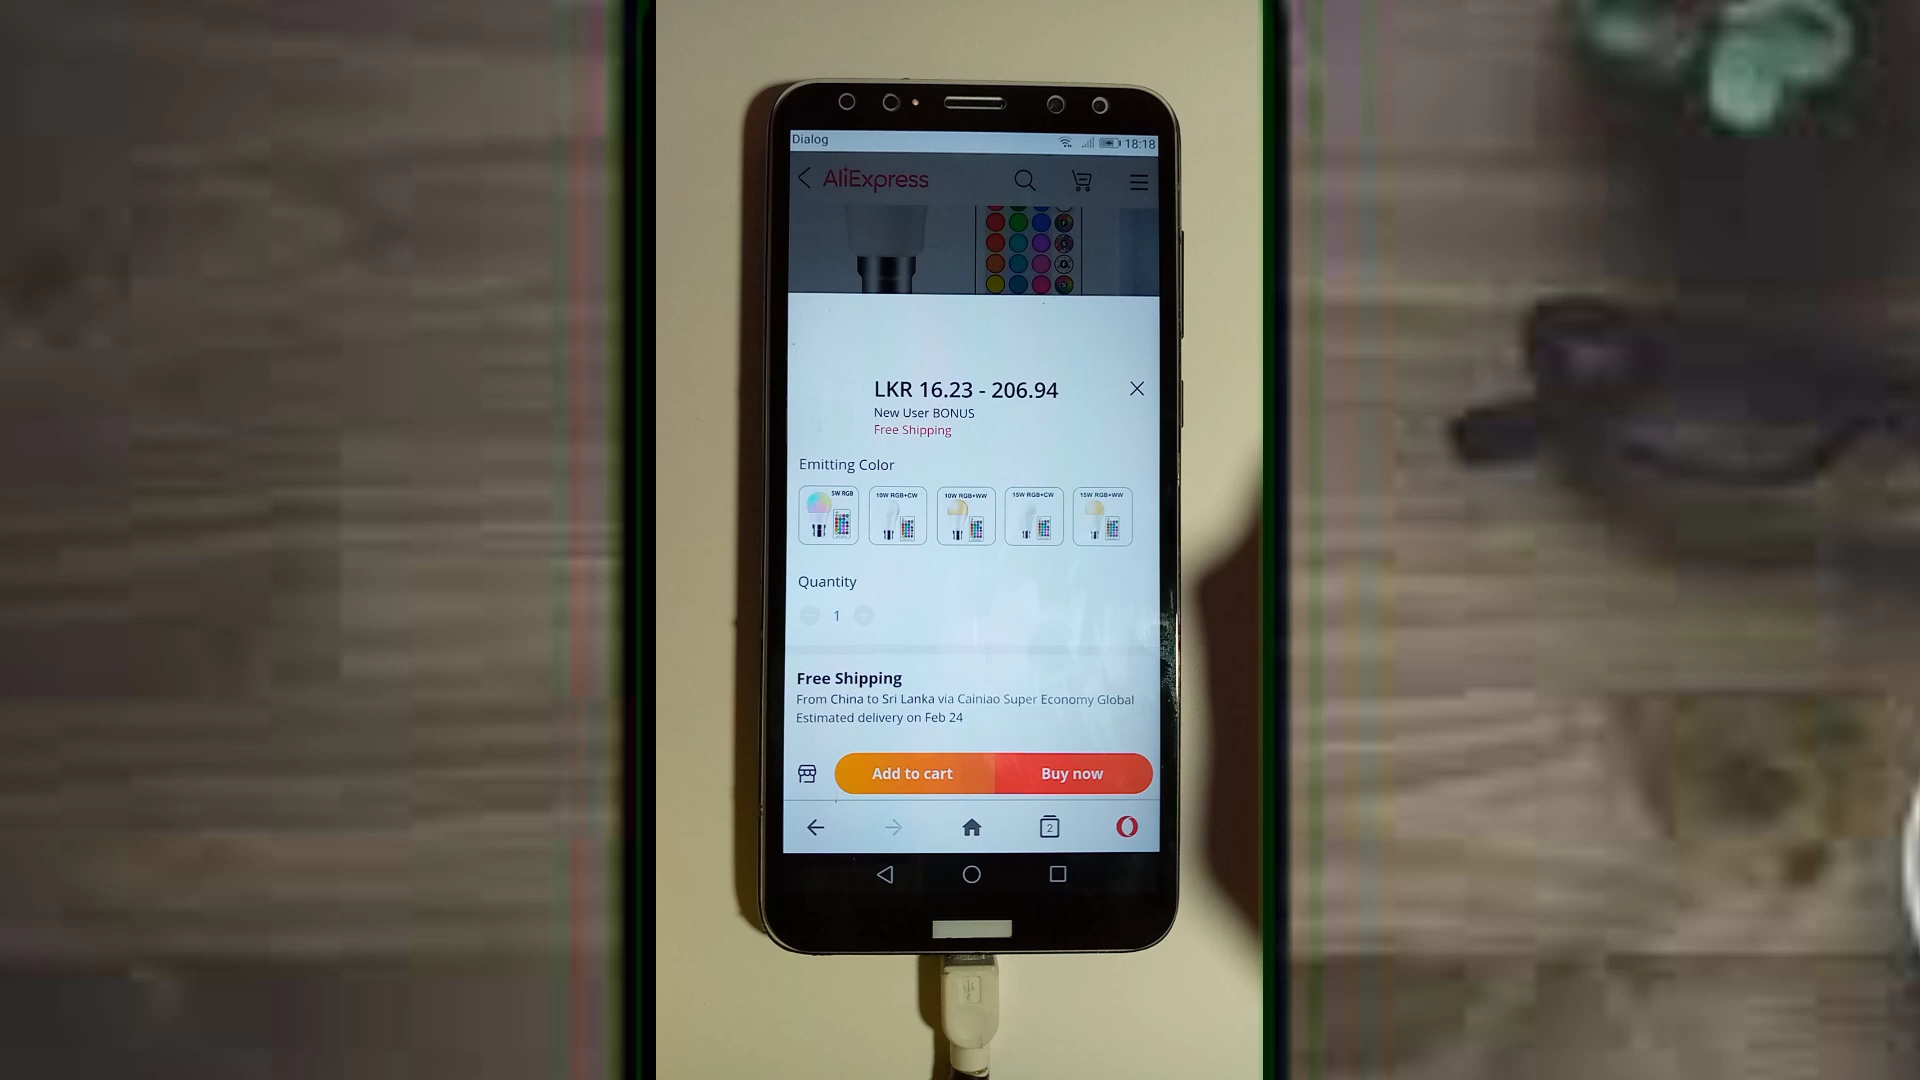 Dialog
18:18
AliExpress
LKR 16.23 - 206.94
New User BONUS
Free Shipping
Emitting Color
5W RGB
10W RGB+CW
10W RGB+WW
15W RGB+CW
15W RGB+WW
Quantity
1
Free Shipping
From China to Sri Lanka via Cainiao Super Economy Global
Estimated delivery on Feb 24
Add to cart
Buy now
2